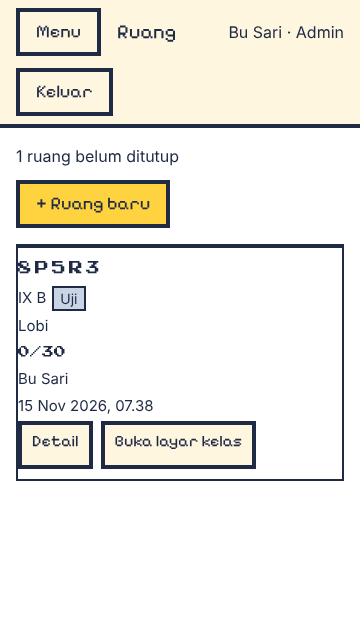 Menu Ruang Bu Sari · Admin
Keluar
1 ruang belum ditutup
+ Ruang baru
8P5R3
IX B Uji
Lobi
0/30
Bu Sari
15 Nov 2026, 07.38
Detail Buka layar kelas